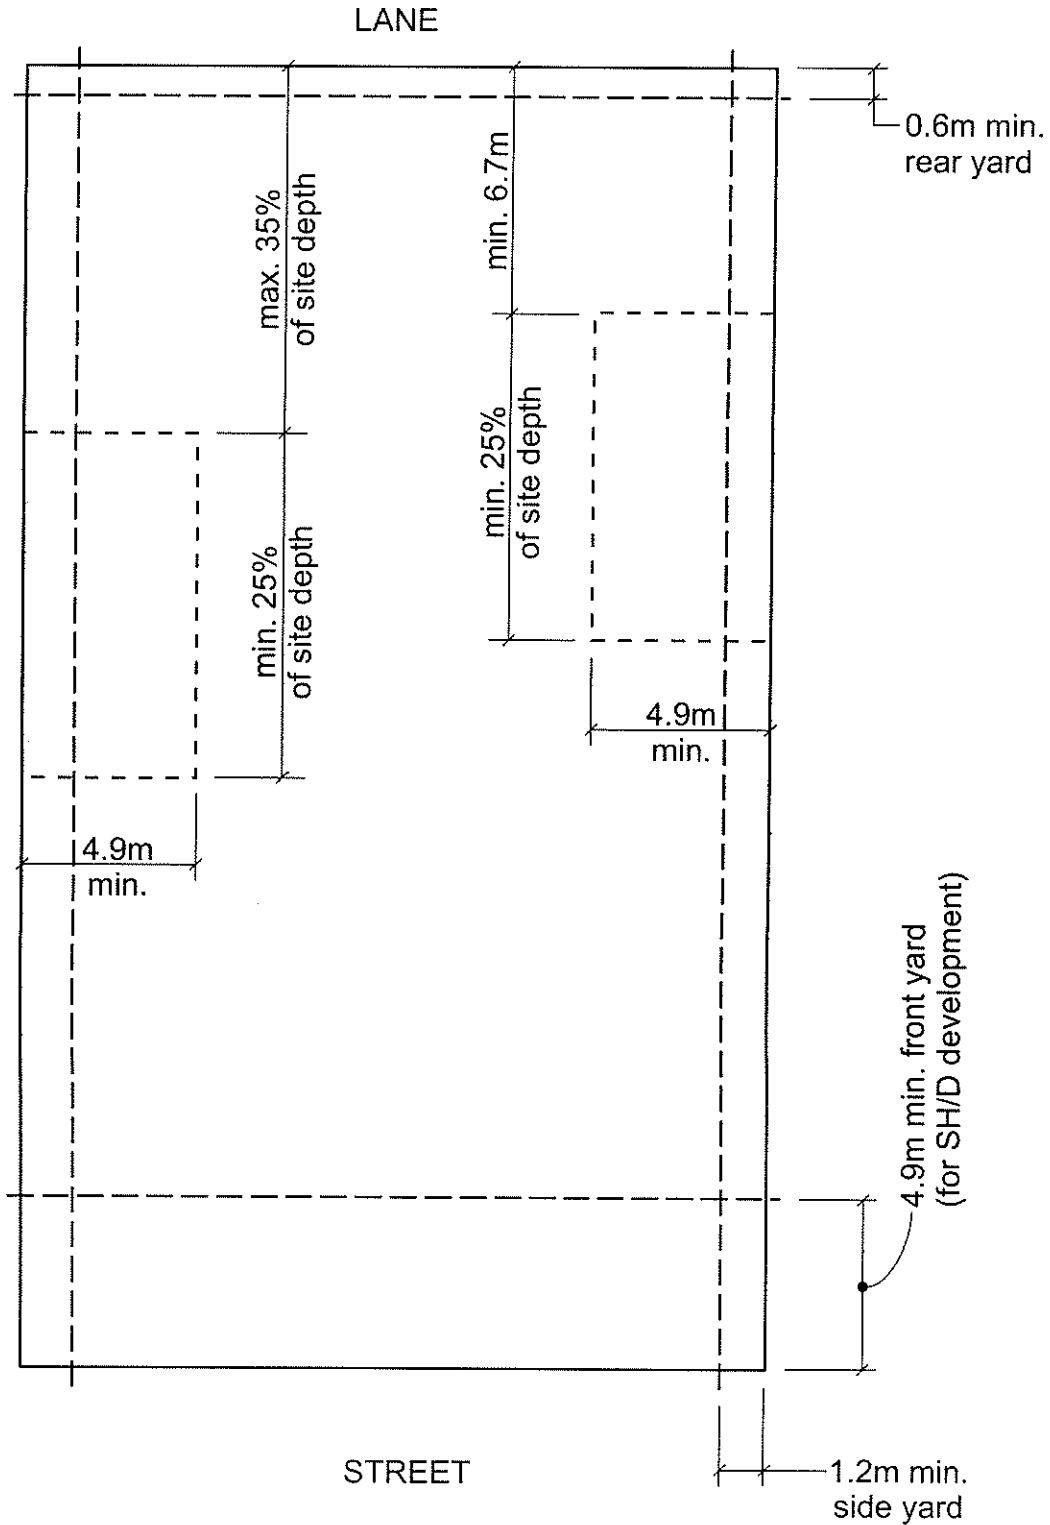 LANE
0.6m min.
rear yard
max. 35%
of site depth
min. 6.7m
min. 25%
of site depth
min. 25%
of site depth
4.9m
min.
4.9m
min.
4.9m min. front yard
(for SH/D development)
STREET
1.2m min.
side yard